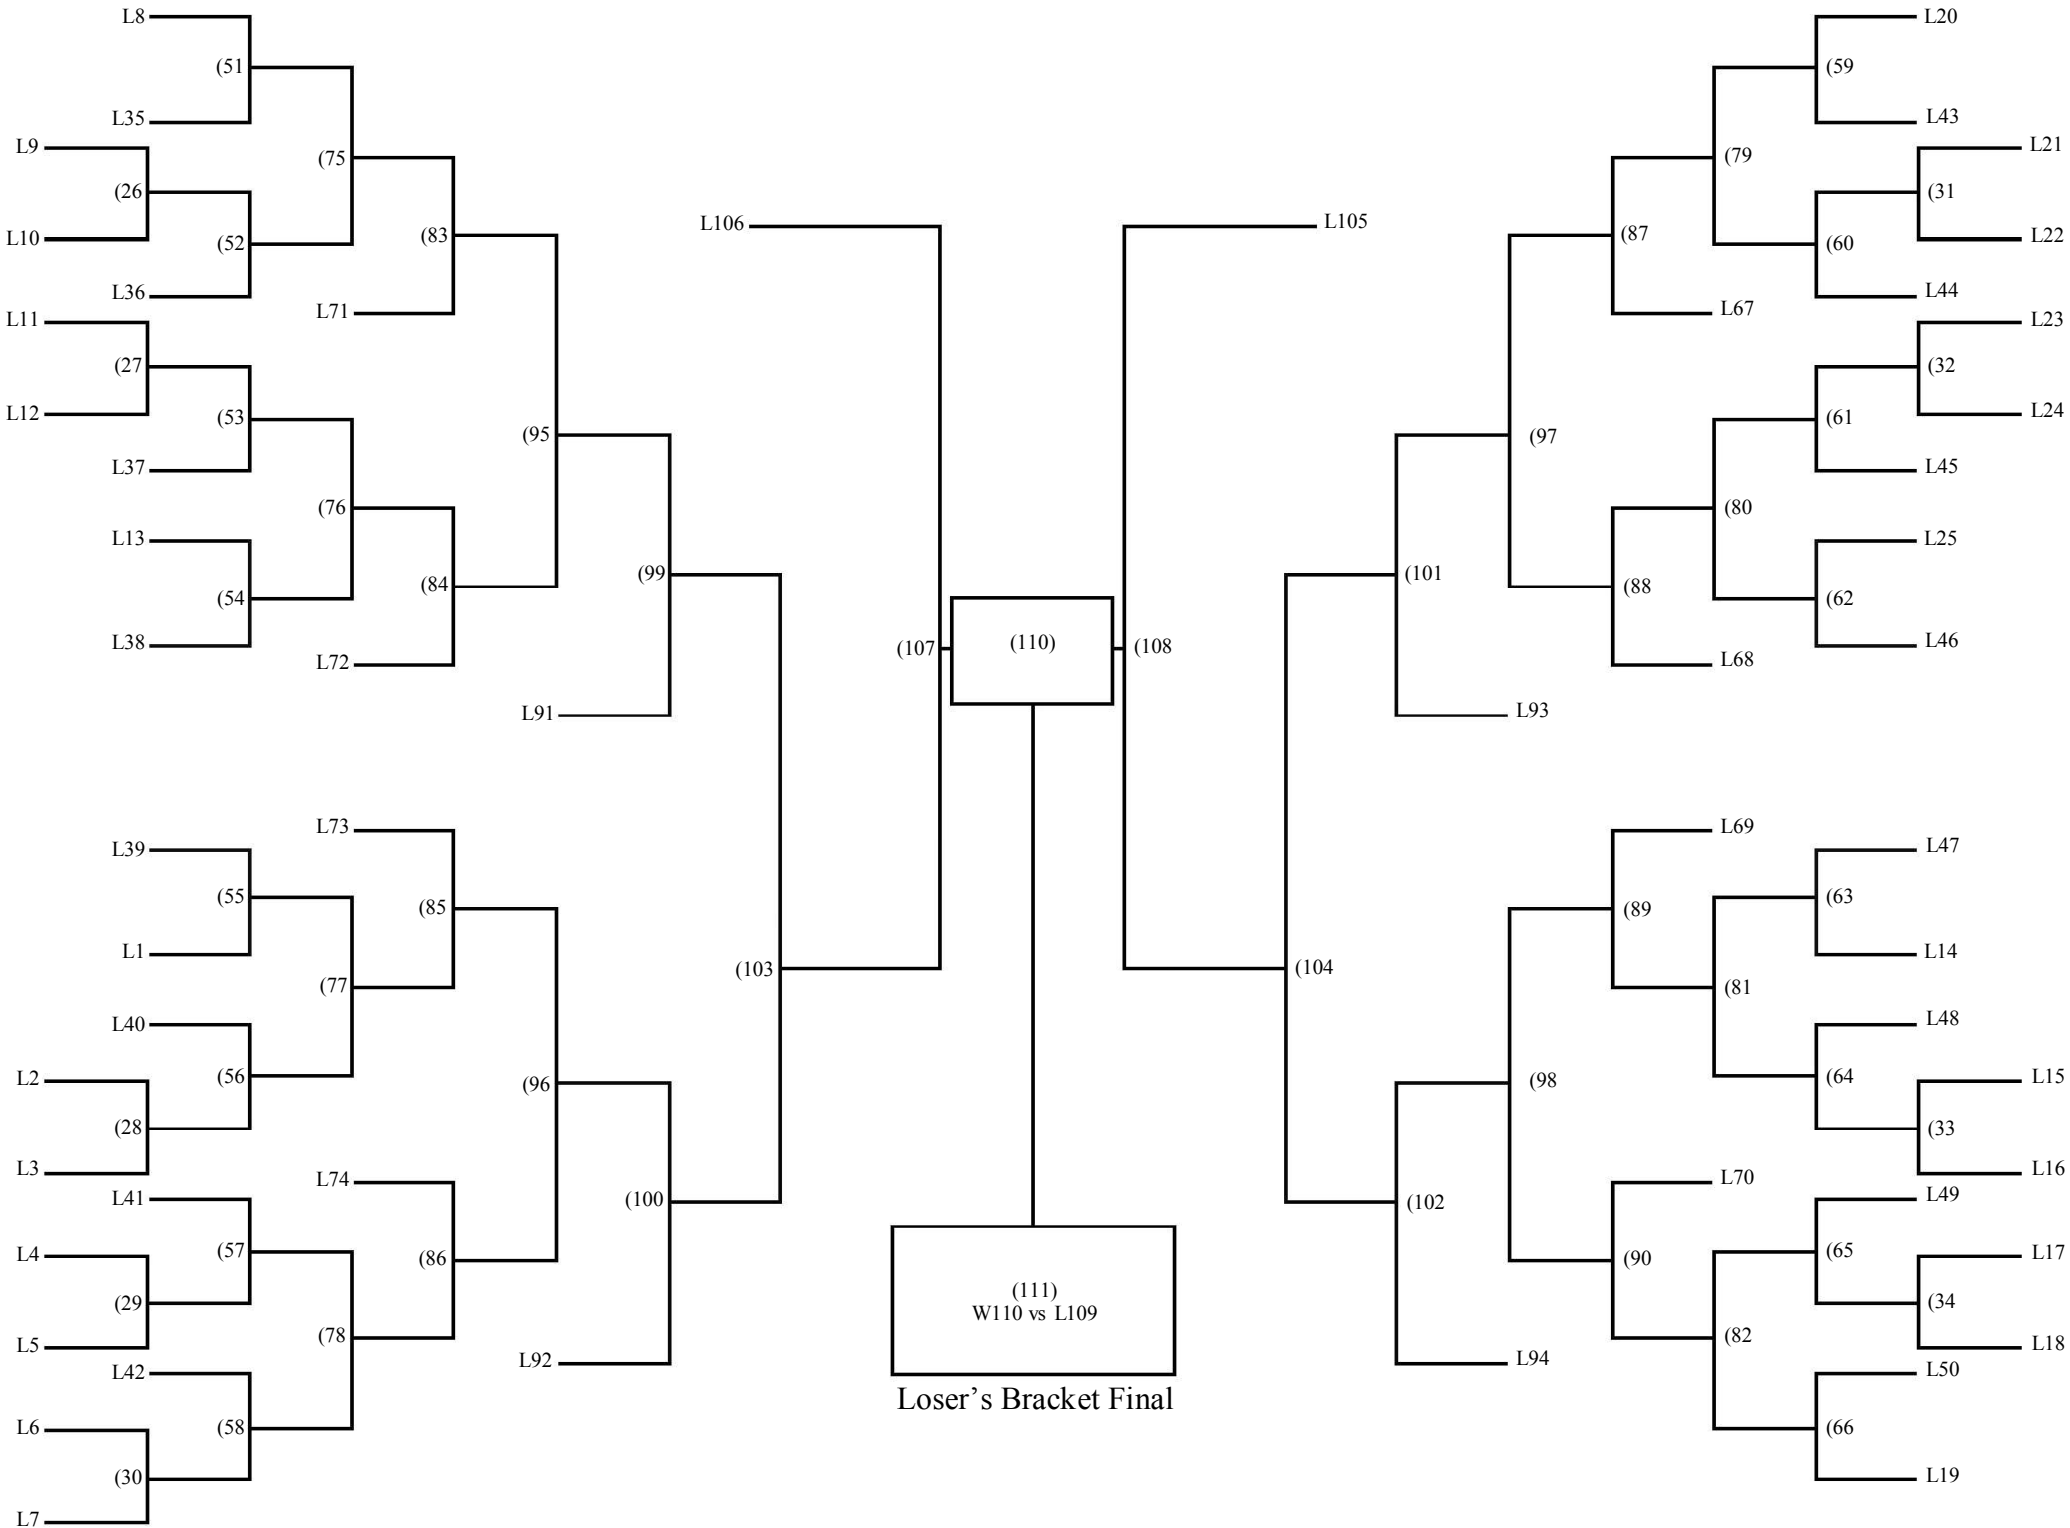 L8
(51
L35
L9
(26
L10
(52
L36
(75
(83
L71
L11
(27
L12
(53
L37
(76
L13
(54
L38
(84
L72
(95
(99
L91
L39
(55
L1
L73
(85
(77
L40
(56
L2
(28
L3
(96
L41
(57
L4
(29
L5
L74
(86
(78
L42
(58
L6
(30
L7
(100
L92
(103
L106
(107
(110)
(108
L105
(111)
W110 vs L109
Loser’s Bracket Final
(104
(101
L93
(97
(87
L67
(79
L20
(59
L43
L21
(31
L22
(60
L44
L23
(32
L24
(61
L45
(80
L25
(62
L46
(88
L68
L69
(89
L47
(63
L14
(81
L48
(64
L15
(33
L16
(98
(102
L94
L70
(90
L49
(65
L17
(34
L18
(82
L50
(66
L19